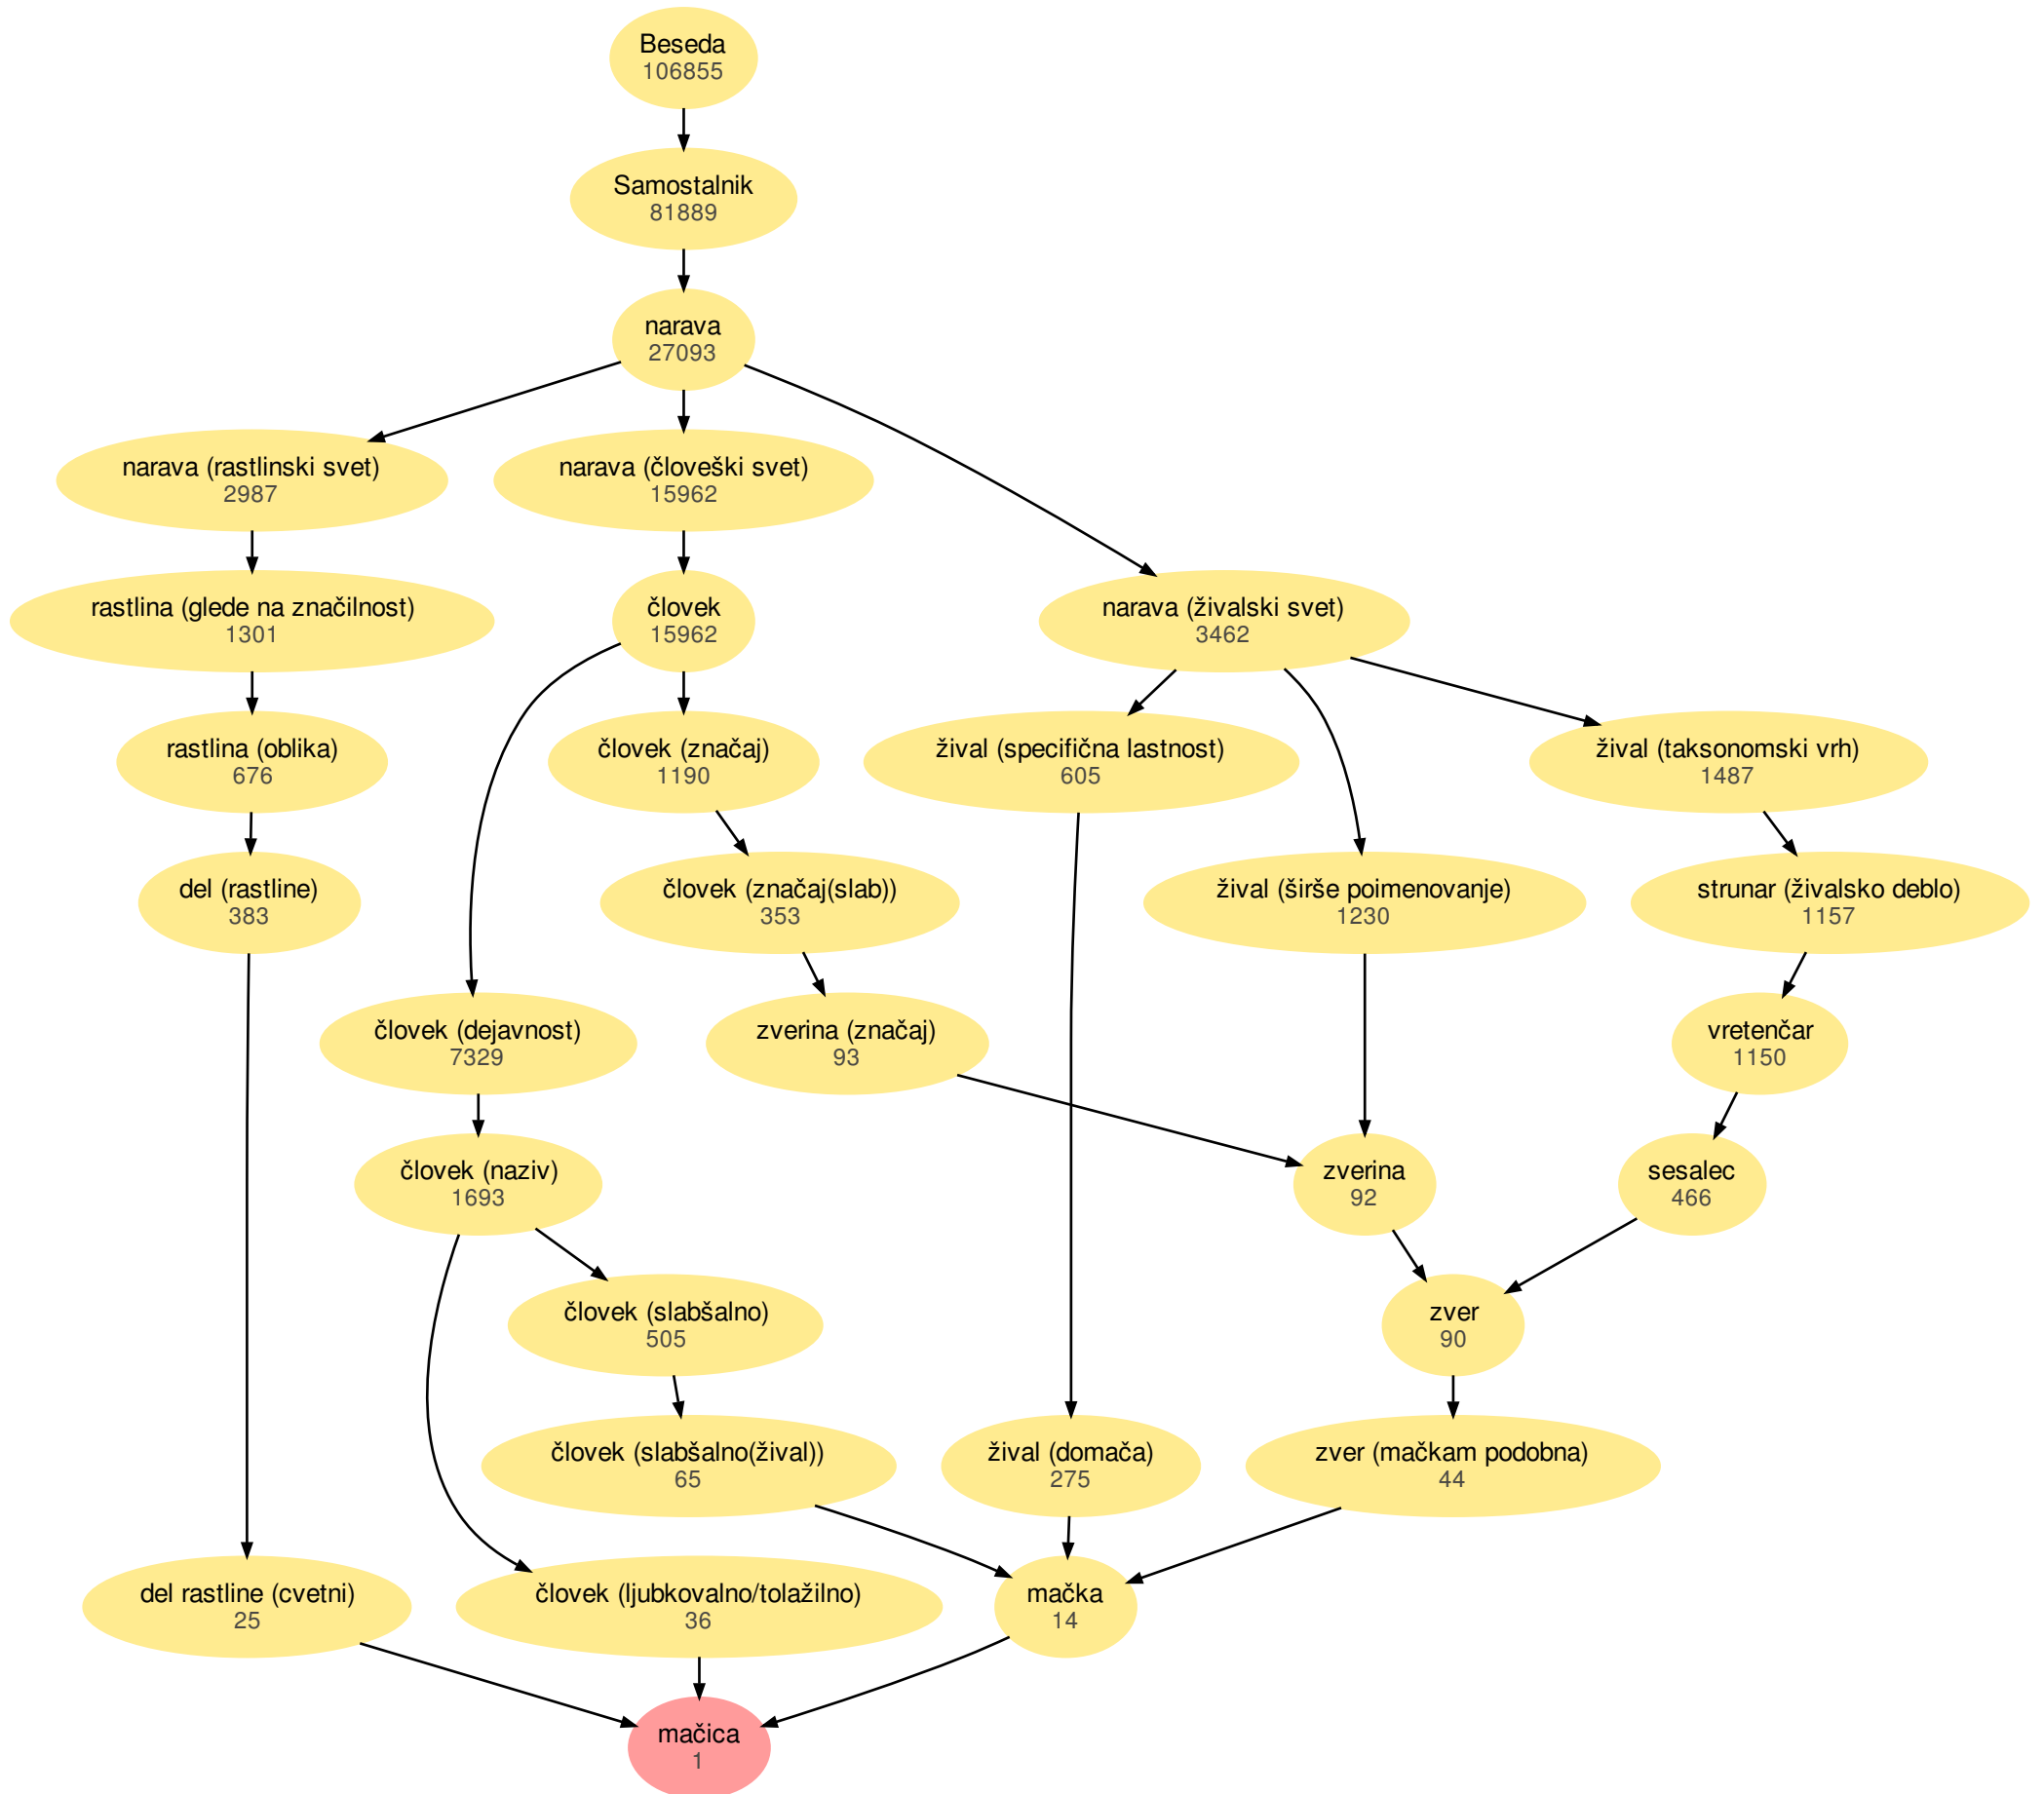 Beseda
106855
Samostalnik
81889
narava
27093
narava (rastlinski svet)
2987
narava (človeški svet)
15962
rastlina (glede na značilnost)
1301
človek
15962
narava (živalski svet)
3462
rastlina (oblika)
676
človek (značaj)
1190
žival (specifična lastnost)
605
žival (taksonomski vrh)
1487
del (rastline)
383
človek (značaj(slab))
353
žival (širše poimenovanje)
1230
strunar (živalsko deblo)
1157
človek (dejavnost)
7329
zverina (značaj)
93
vretenčar
1150
človek (naziv)
1693
zverina
92
sesalec
466
človek (slabšalno)
505
zver
90
človek (slabšalno(žival))
65
žival (domača)
275
zver (mačkam podobna)
44
del rastline (cvetni)
25
človek (ljubkovalno/tolažilno)
36
mačka
14
mačica
1